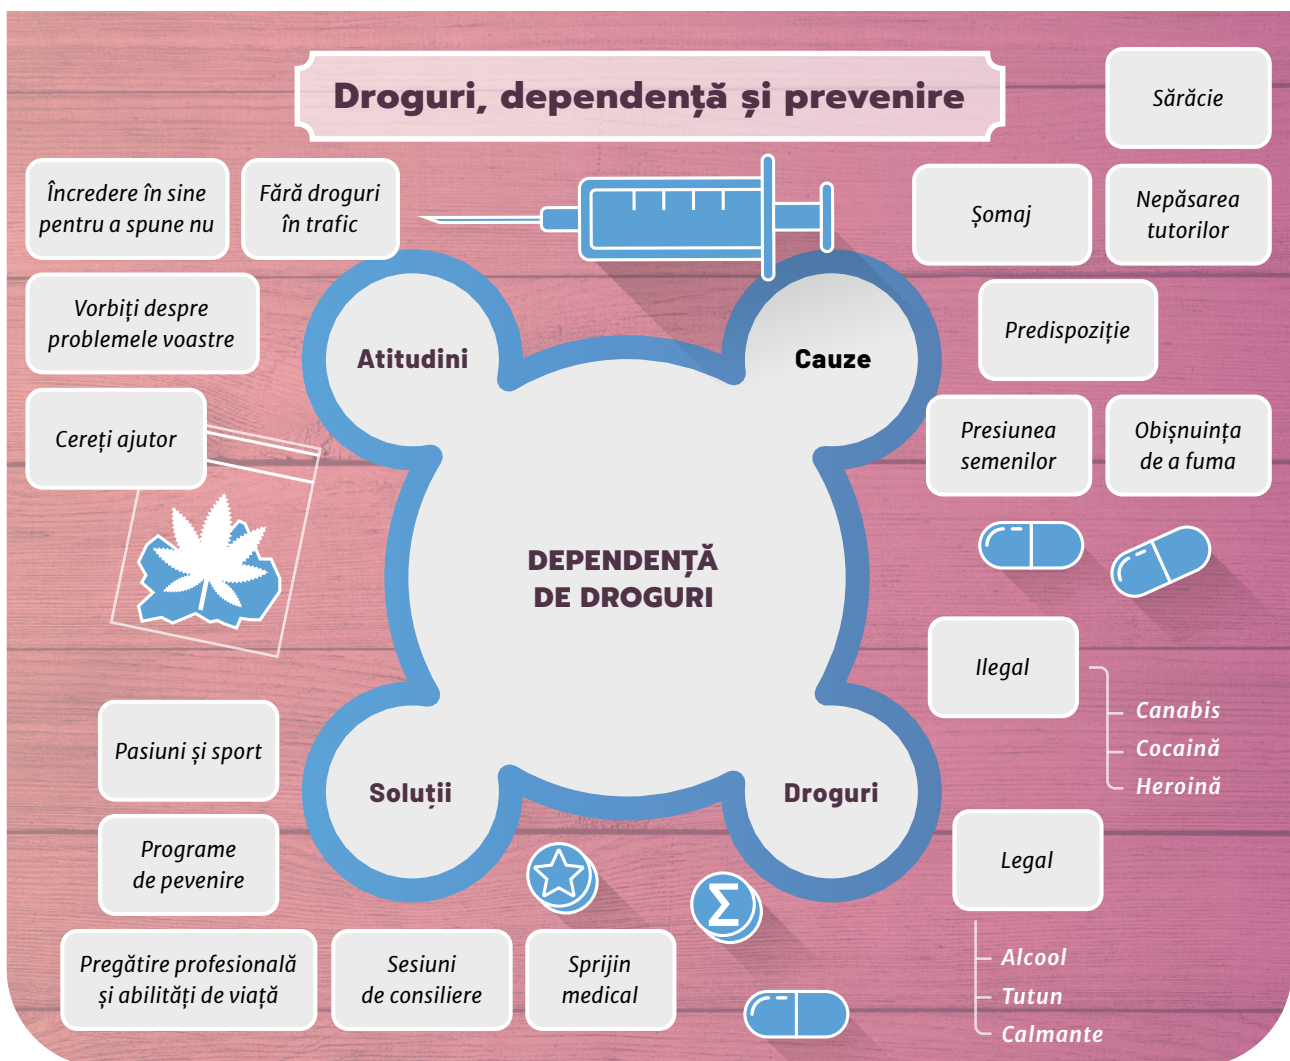 Droguri, dependență și prevenire
Încredere în sine
pentru a spune nu
Fără droguri
în trafic
Vorbiți despre
problemele voastre
Cereți ajutor
Atitudini
Sărăcie
Șomaj
Nepăsarea
tutorilor
Predispoziție
Presiunea
semenilor
Obișnuința
de a fuma
Cauze
DEPENDENȚĂ
DE DROGURI
Soluții
Pasiuni și sport
Programe
de pevenire
Pregătire profesională
și abilități de viață
Sesiuni
de consiliere
Sprijin
medical
Σ
Droguri
Ilegal
Canabis
Cocaină
Heroină
Legal
Alcool
Tutun
Calmante